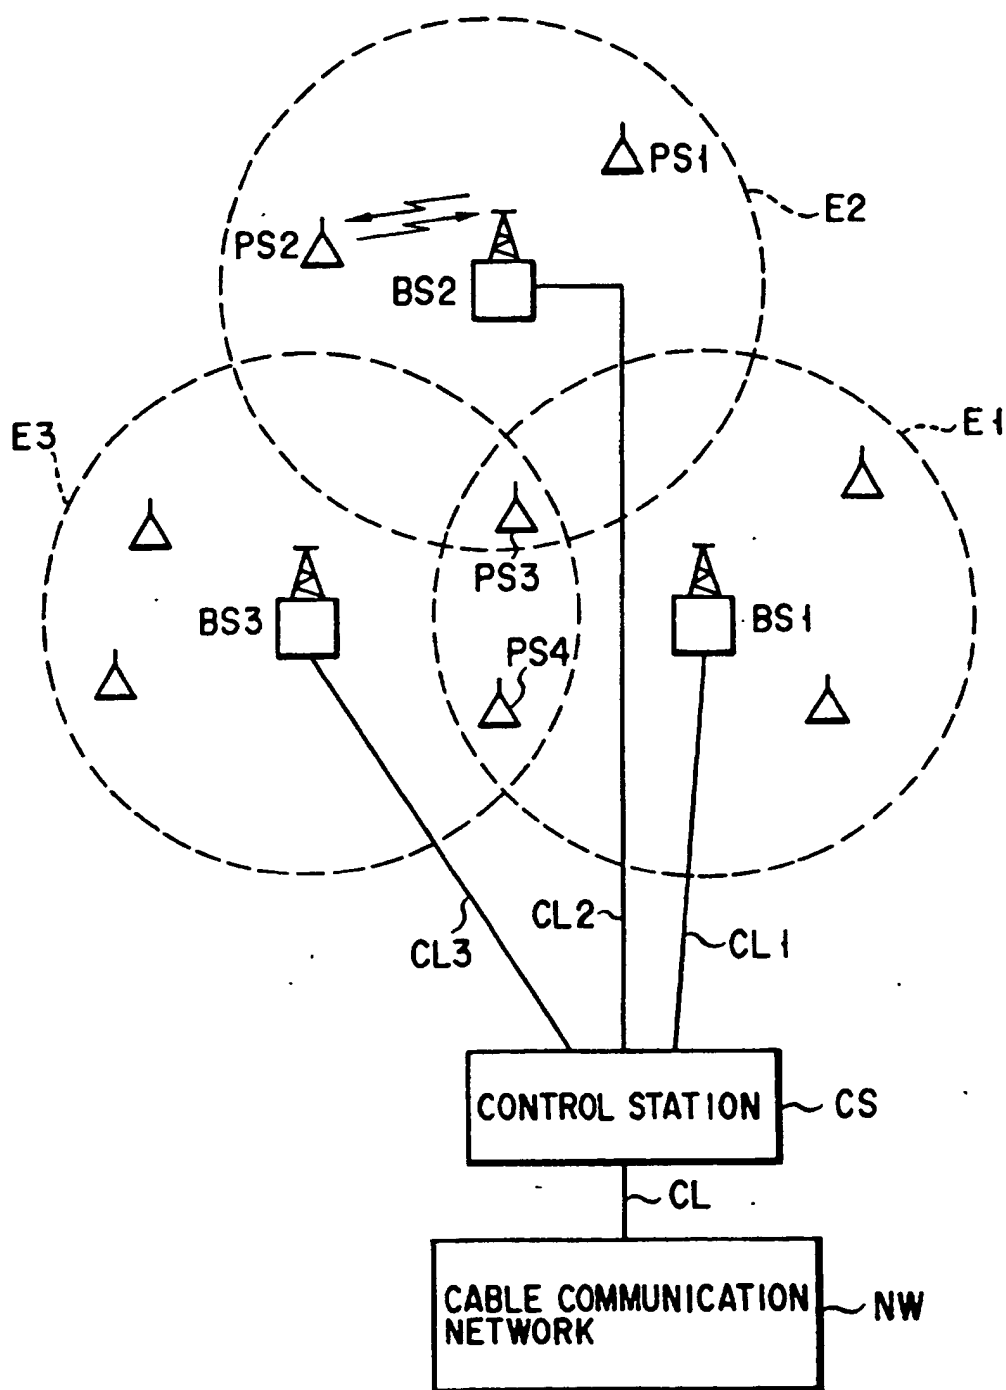 PS1
E2
PS2
BS2
E3
E1
PS3
BS3
BS1
PS4
CL3
CL2
CL1
CONTROL STATION
CS
CL
CABLE COMMUNICATION
NETWORK
NW